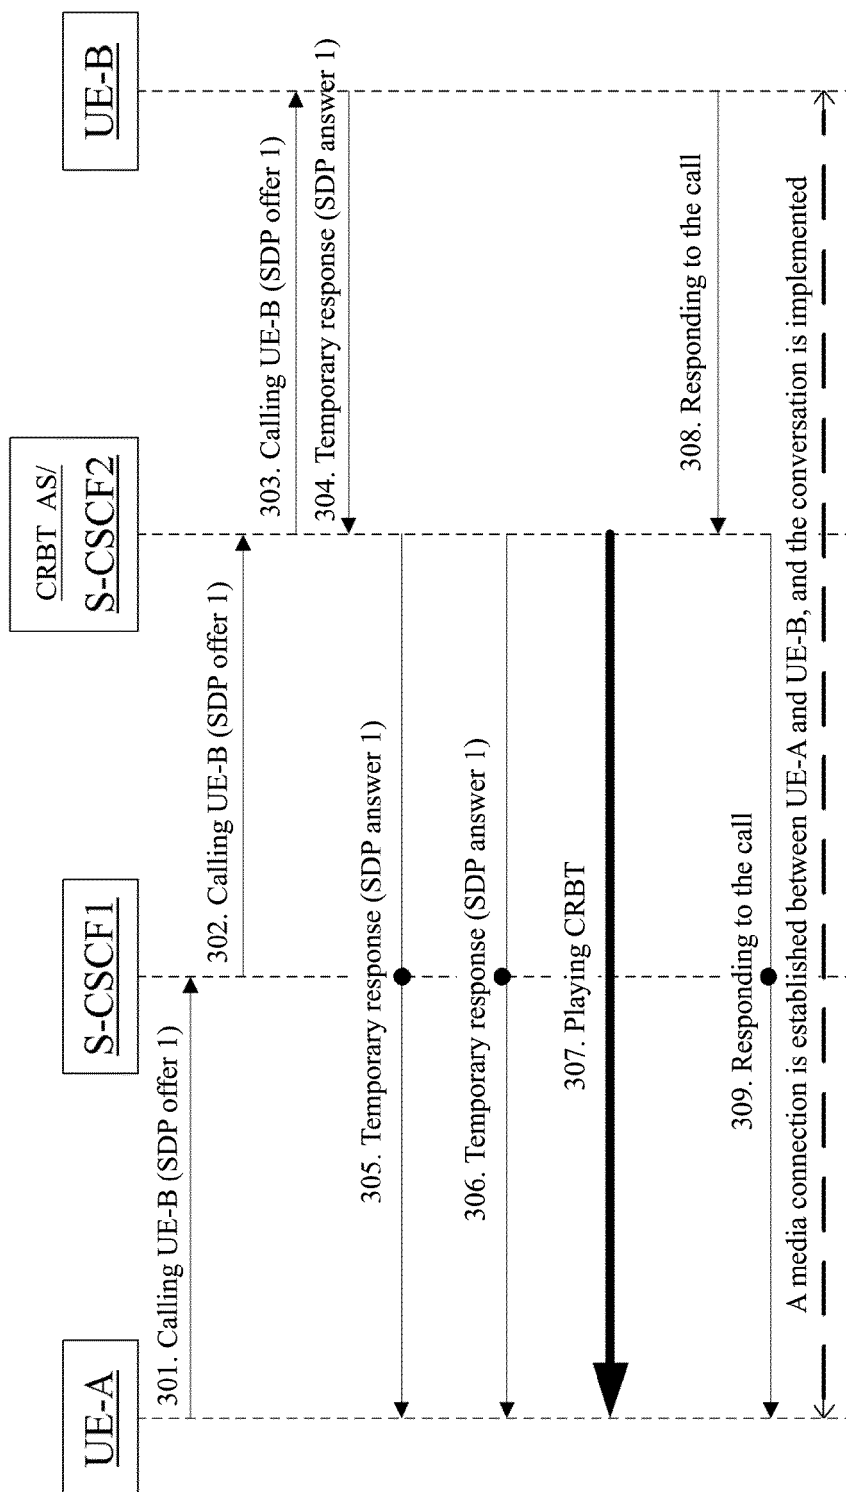 UE-A
S-CSCF1
CRBT AS/
S-CSCF2
UE-B
301. Calling UE-B (SDP offer 1)
302. Calling UE-B (SDP offer 1)
303. Calling UE-B (SDP offer 1)
304. Temporary response (SDP answer 1)
305. Temporary response (SDP answer 1)
306. Temporary response (SDP answer 1)
307. Playing CRBT
308. Responding to the call
309. Responding to the call
A media connection is established between UE-A and UE-B, and the conversation is implemented